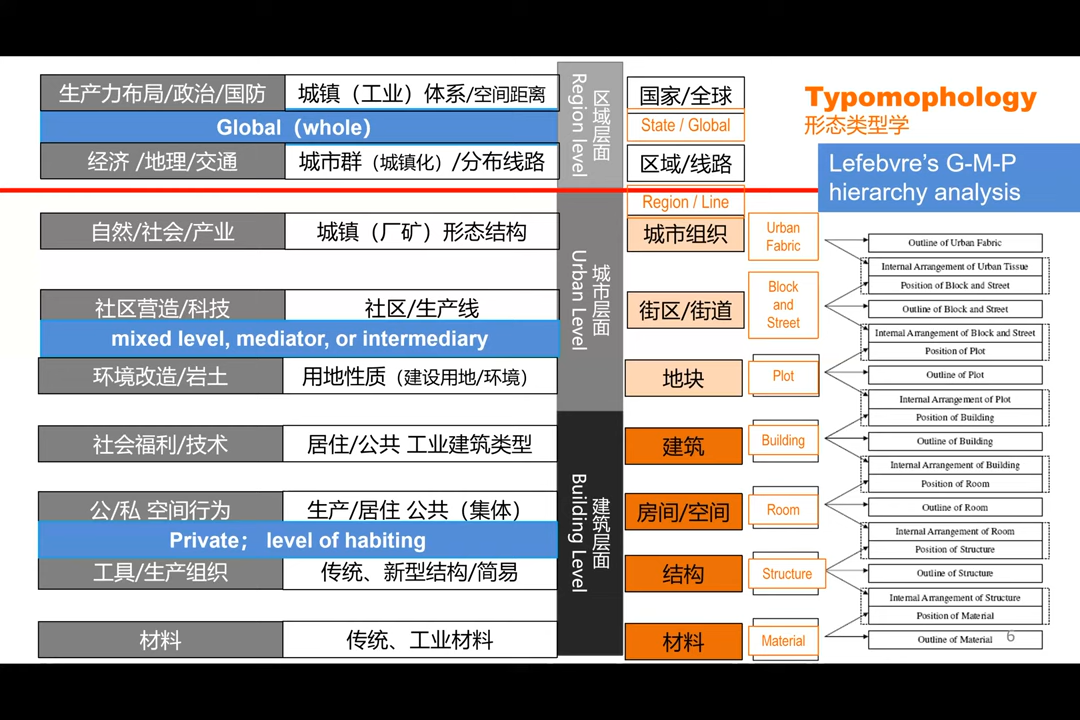 生产力布局/政治/国防
城镇（工业）体系/空间距离
Global（whole）
经济 /地理/交通
城市群（城镇化）/分布线路
自然/社会/产业
城镇（厂矿）形态结构
社区营造/科技
社区/生产线
mixed level, mediator, or intermediary
环境改造/岩土
用地性质（建设用地/环境）
社会福利/技术
居住/公共 工业建筑类型
公/私 空间行为
生产/居住 公共（集体）
Private； level of habiting
工具/生产组织
传统、新型结构/简易
材料
传统、工业材料
区域层面
Region level
城市层面
Urban Level
建筑层面
Building Level
国家/全球
State / Global
区域/线路
Region / Line
城市组织
街区/街道
地块
建筑
房间/空间
结构
材料
Urban
Fabric
Block
and
Street
Plot
Building
Room
Structure
Material
Typomophology
形态类型学
Lefebvre’s G-M-P
hierarchy analysis
Outline of Urban Fabric
Internal Arrangement of Urban Tissue
Position of Block and Street
Outline of Block and Street
Internal Arrangement of Block and Street
Position of Plot
Outline of Plot
Internal Arrangement of Plot
Position of Building
Outline of Building
Internal Arrangement of Building
Position of Room
Outline of Room
Internal Arrangement of Room
Position of Structure
Outline of Structure
Internal Arrangement of Structure
Position of Material
Outline of Material
6